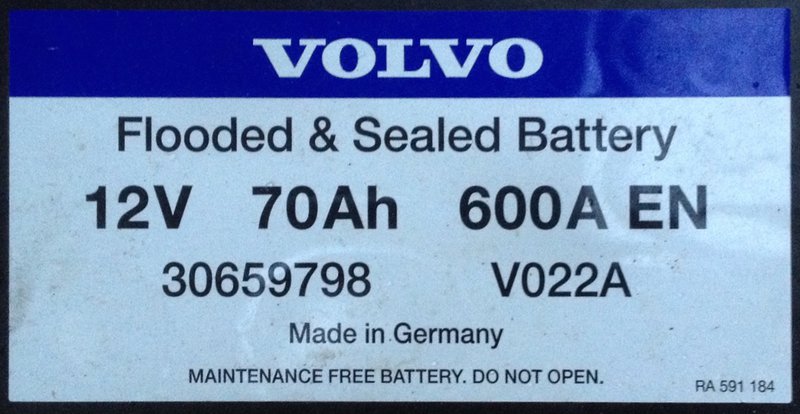 VOLVO
Flooded & Sealed Battery
12V 70Ah 600A EN
30659798 V022A
Made in Germany
MAINTENANCE FREE BATTERY. DO NOT OPEN.
RA 591 184